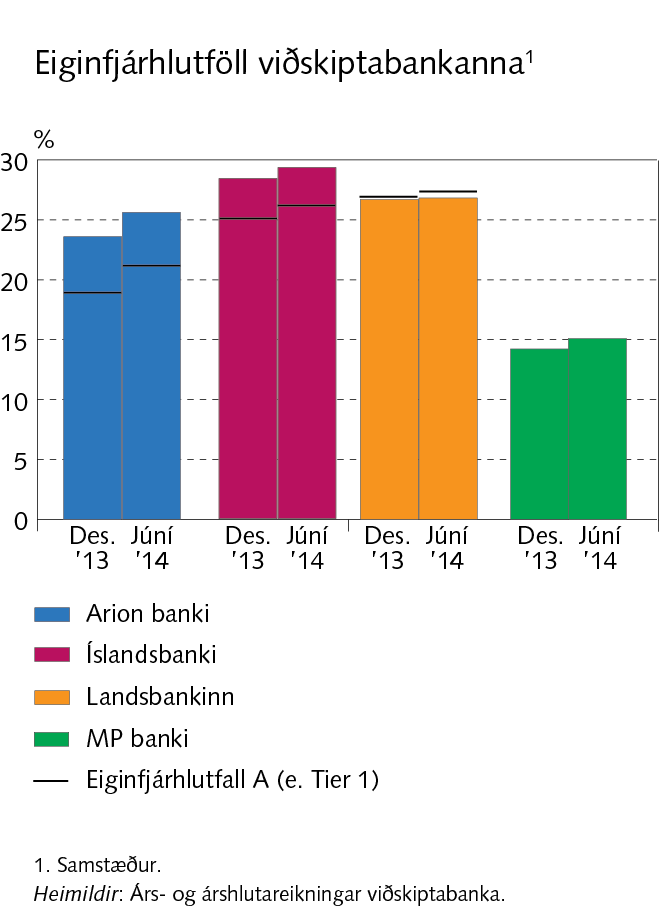 Eiginfjárhlutföll viðskiptabankanna¹
%
30
25
20
15
10
5
0
Des. Júní Des. Júní Des. Júní Des. Júní
'13 '14 '13 '14 '13 '14 '13 '14
Arion banki
Íslandsbanki
Landsbankinn
MP banki
Eiginfjárhlutfall A (e. Tier 1)
1. Samstæður.
Heimildir: Árs- og árshlutareikningar viðskiptabanka.